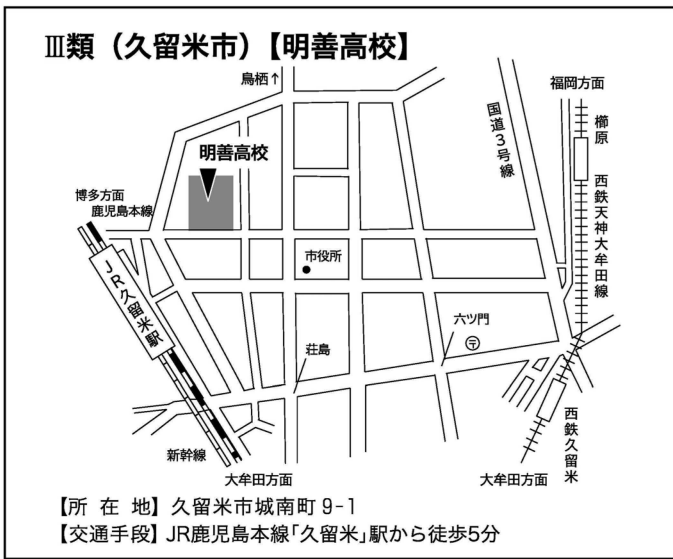 Ⅲ類（久留米市）【明善高校】
鳥栖↑
福岡方面
国道3号線
櫛原
明善高校
博多方面
鹿児島本線
西鉄天神大牟田線
市役所
JR久留米駅
六ツ門
〒
荘島
西鉄久留米
新幹線
大牟田方面
大牟田方面
【所在地】久留米市城南町9-1
【交通手段】JR鹿児島本線｢久留米｣駅から徒歩5分